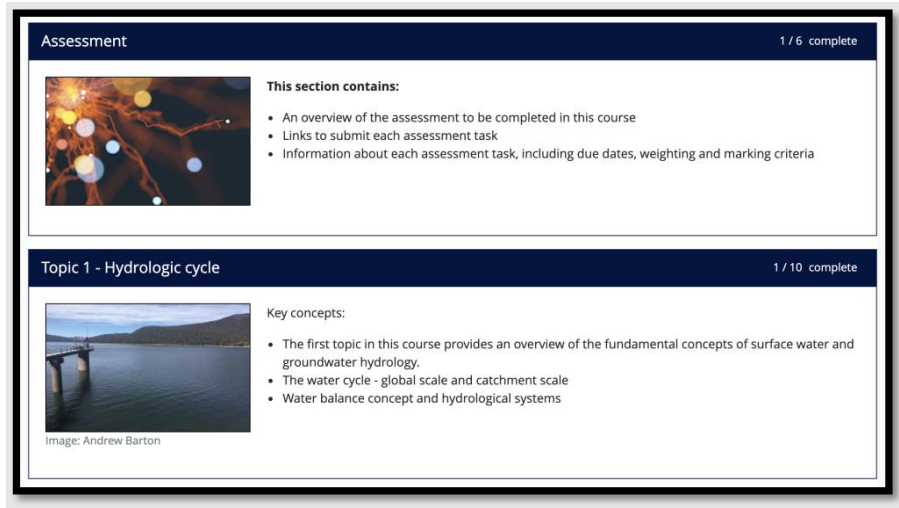 Assessment
1 / 6 complete
This section contains:
• An overview of the assessment to be completed in this course
• Links to submit each assessment task
• Information about each assessment task, including due dates, weighting and marking criteria
Topic 1 - Hydrologic cycle
1 / 10 complete
Key concepts:
• The first topic in this course provides an overview of the fundamental concepts of surface water and
groundwater hydrology.
• The water cycle - global scale and catchment scale
• Water balance concept and hydrological systems
Image: Andrew Barton